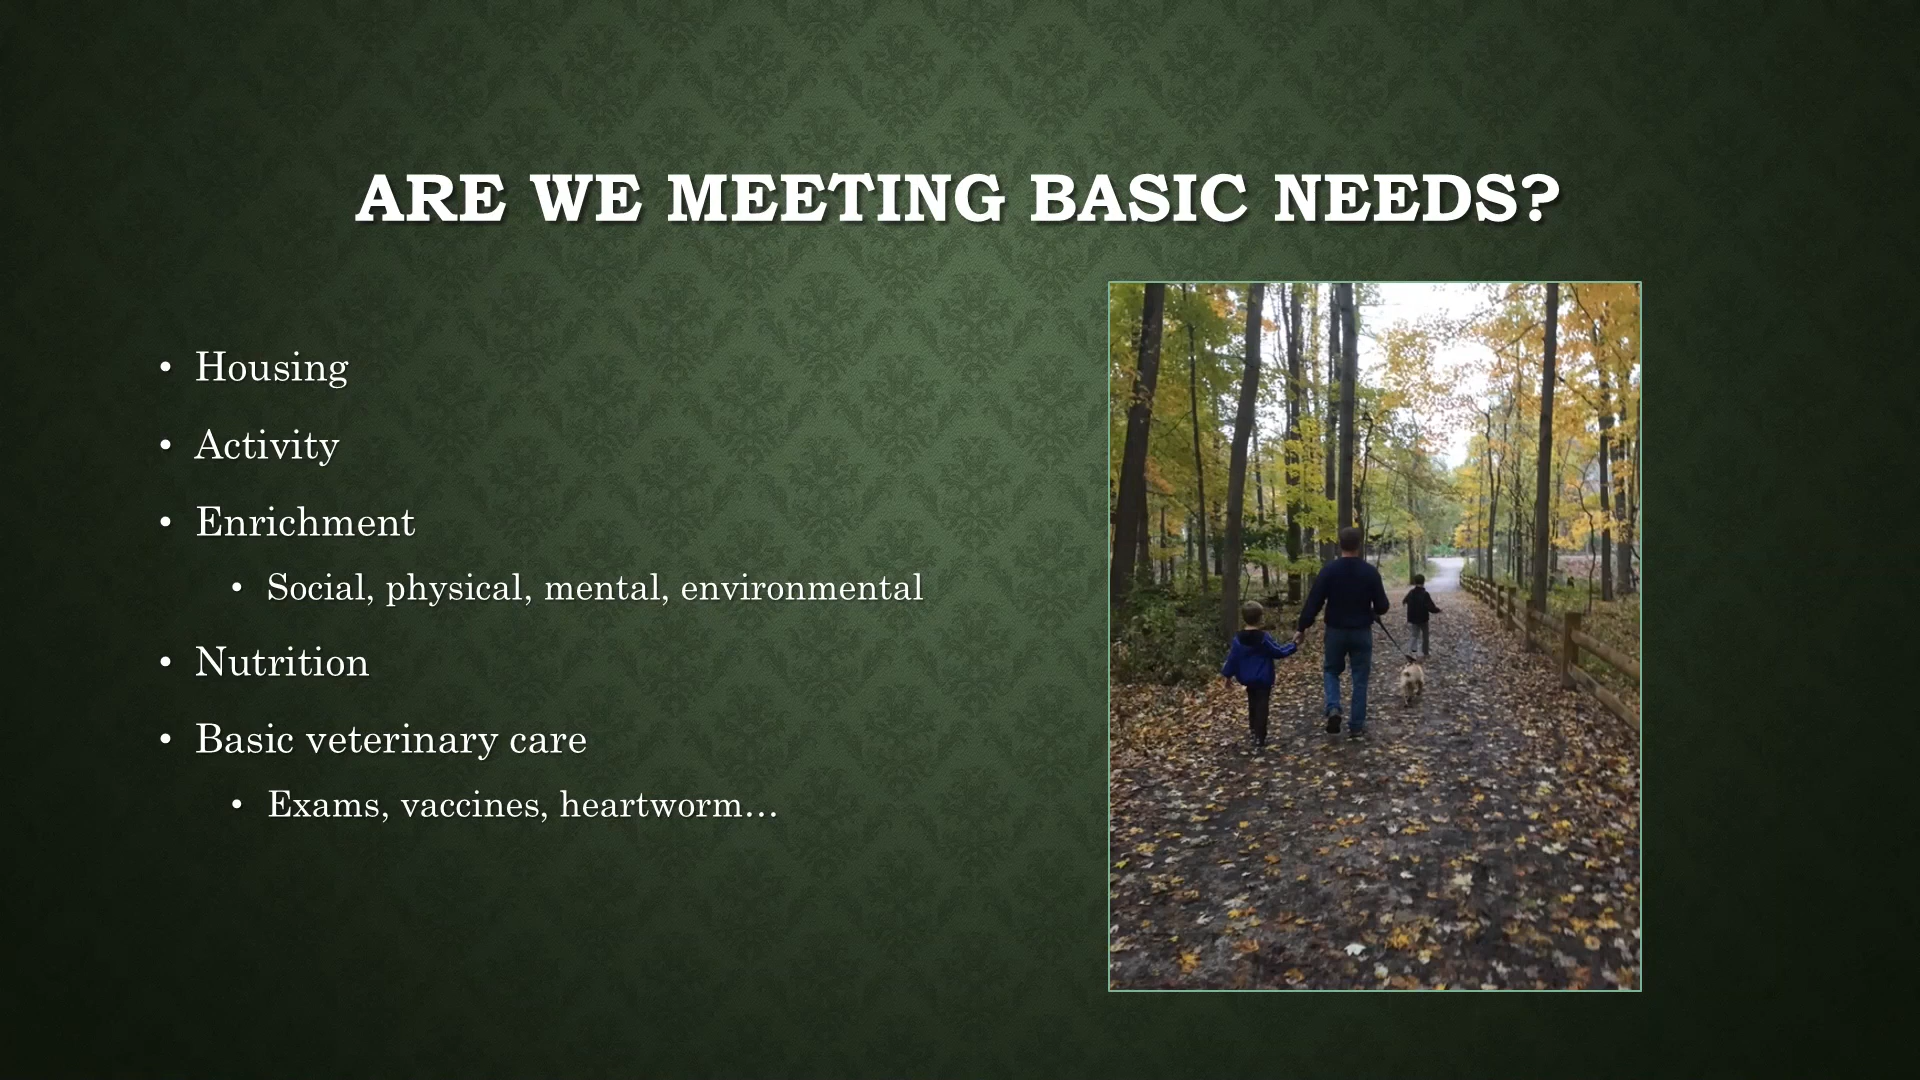 ARE WE MEETING BASIC NEEDS?
• Housing
• Activity
• Enrichment
• Social, physical, mental, environmental
• Nutrition
• Basic veterinary care
• Exams, vaccines, heartworm…